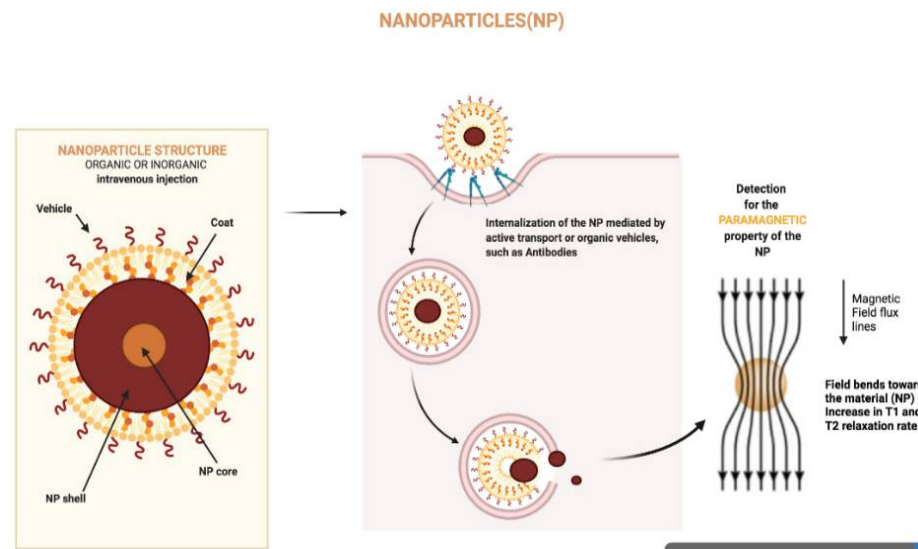 NANOPARTICLES(NP)
NANOPARTICLE STRUCTURE
ORGANIC OR INORGANIC
intravenous injection
Vehicle
Coat
NP core
NP shell
Internalization of the NP mediated by
active transport or organic vehicles,
such as Antibodies
Detection
for the
PARAMAGNETIC
property of the
NP
Magnetic
Field flux
lines
Field bends towar
the material (NP)
Increase in T1 and
T2 relaxation rate